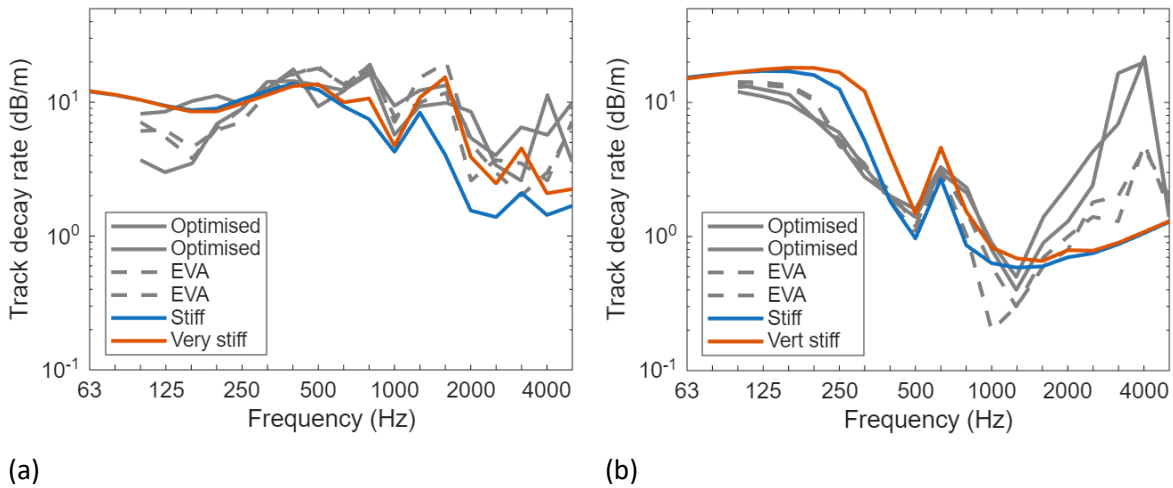 Track decay rate (dB/m)
10^1
10^0
10^-1
Optimised
Optimised
EVA
EVA
Stiff
Very stiff
63 125 250 500 1000 2000 4000
Frequency (Hz)
(a)
Track decay rate (dB/m)
10^1
10^0
10^-1
Optimised
Optimised
EVA
EVA
Stiff
Vert stiff
63 125 250 500 1000 2000 4000
Frequency (Hz)
(b)